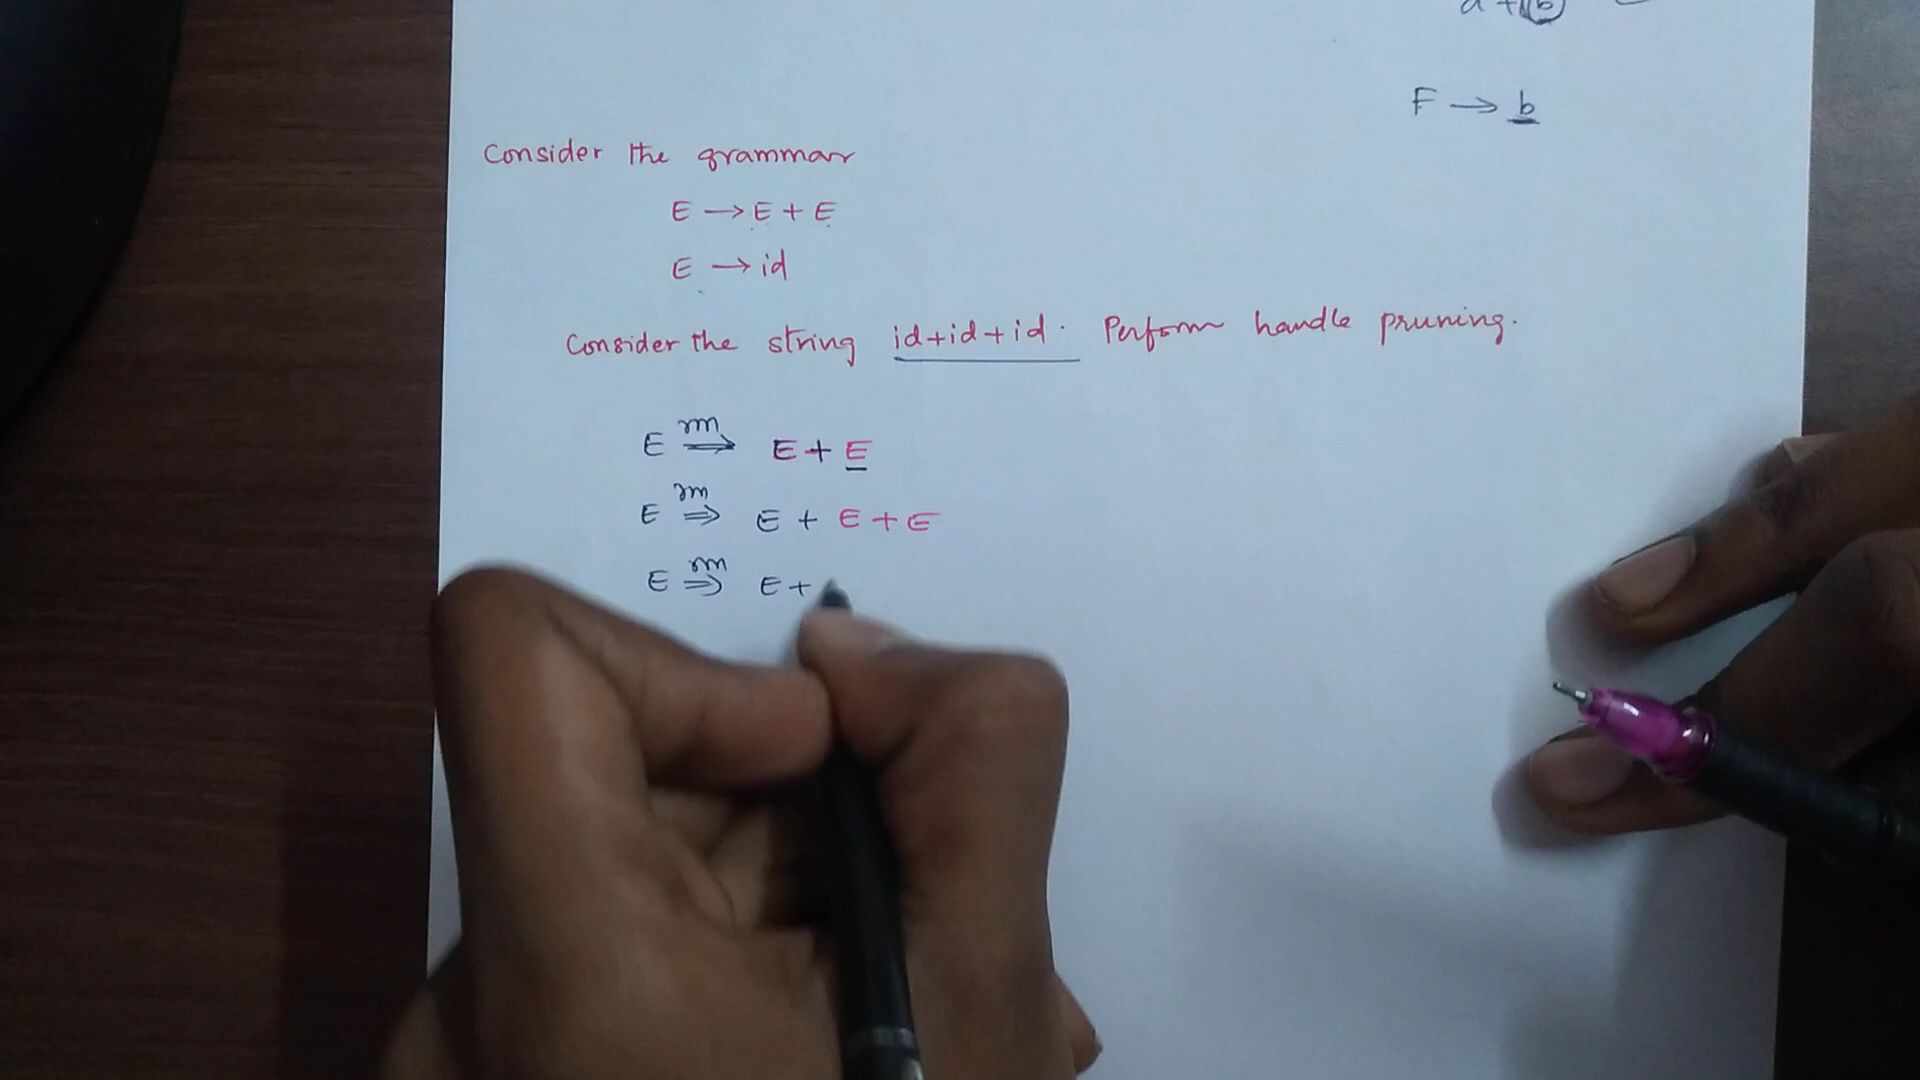 a + b
F → b
Consider the grammar
E → E + E
E → id
Consider the string id+id+id. Perform handle pruning.
E rm⇒ E + E
E rm⇒ E + E + E
E rm⇒ E +